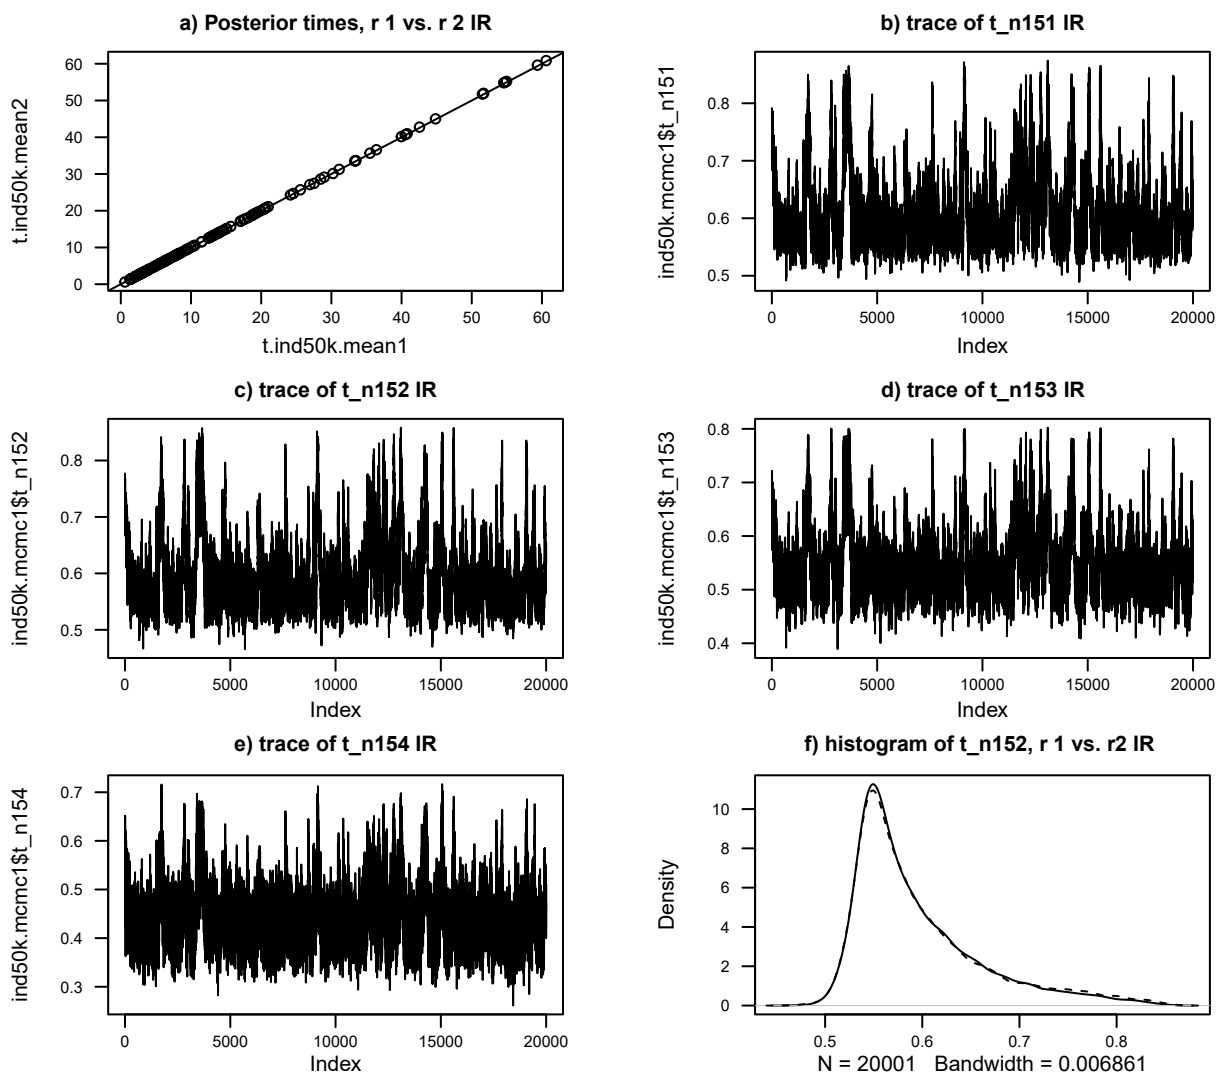 a) Posterior times, r 1 vs. r 2 IR
t.ind50k.mean2
60
50
40
30
20
10
0
0 10 20 30 40 50 60
t.ind50k.mean1
b) trace of t_n151 IR
ind50k.mcmc1$t_n151
0.8
0.7
0.6
0.5
0 5000 10000 15000 20000
Index
c) trace of t_n152 IR
ind50k.mcmc1$t_n152
0.8
0.7
0.6
0.5
0 5000 10000 15000 20000
Index
d) trace of t_n153 IR
ind50k.mcmc1$t_n153
0.8
0.7
0.6
0.5
0.4
0 5000 10000 15000 20000
Index
e) trace of t_n154 IR
ind50k.mcmc1$t_n154
0.7
0.6
0.5
0.4
0.3
0 5000 10000 15000 20000
Index
f) histogram of t_n152, r 1 vs. r2 IR
Density
10
8
6
4
2
0
0.5 0.6 0.7 0.8
N = 20001 Bandwidth = 0.006861